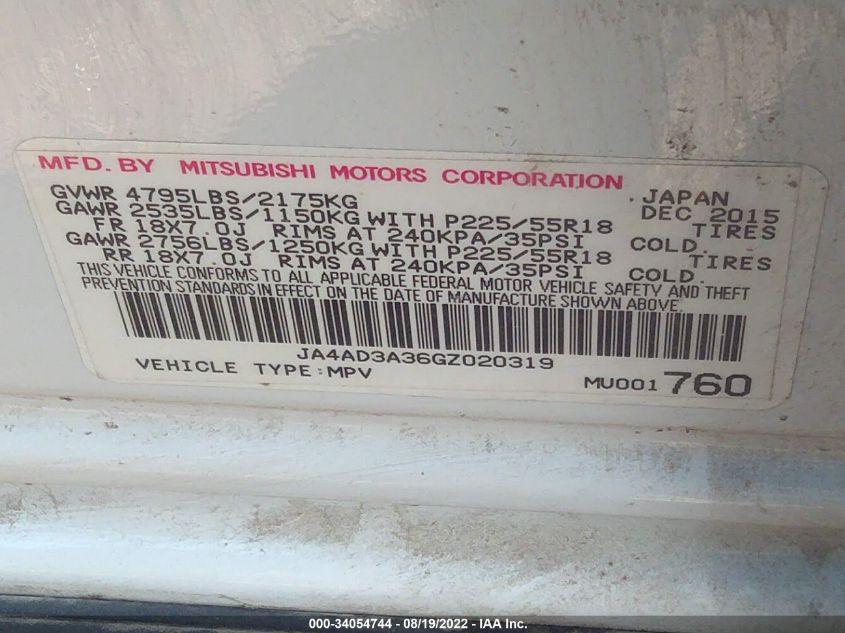 MFD. BY MITSUBISHI MOTORS CORPORATION JAPAN
GVWR 4795LBS/2175KG DEC 2015
GAWR 2535LBS/1150KG WITH P225/55R18 TIRES
FR 18X7.0J RIMS AT 240KPA/35PSI COLD.
GAWR 2756LBS/1250KG WITH P225/55R18 TIRES
RR 18X7.0J RIMS AT 240KPA/35PSI COLD.
THIS VEHICLE CONFORMS TO ALL APPLICABLE FEDERAL MOTOR VEHICLE SAFETY AND THEFT
PREVENTION STANDARDS IN EFFECT ON THE DATE OF MANUFACTURE SHOWN ABOVE.
JA4AD3A36GZ020319
VEHICLE TYPE:MPV MU001760
000-34054744 - 08/19/2022 - IAA Inc.